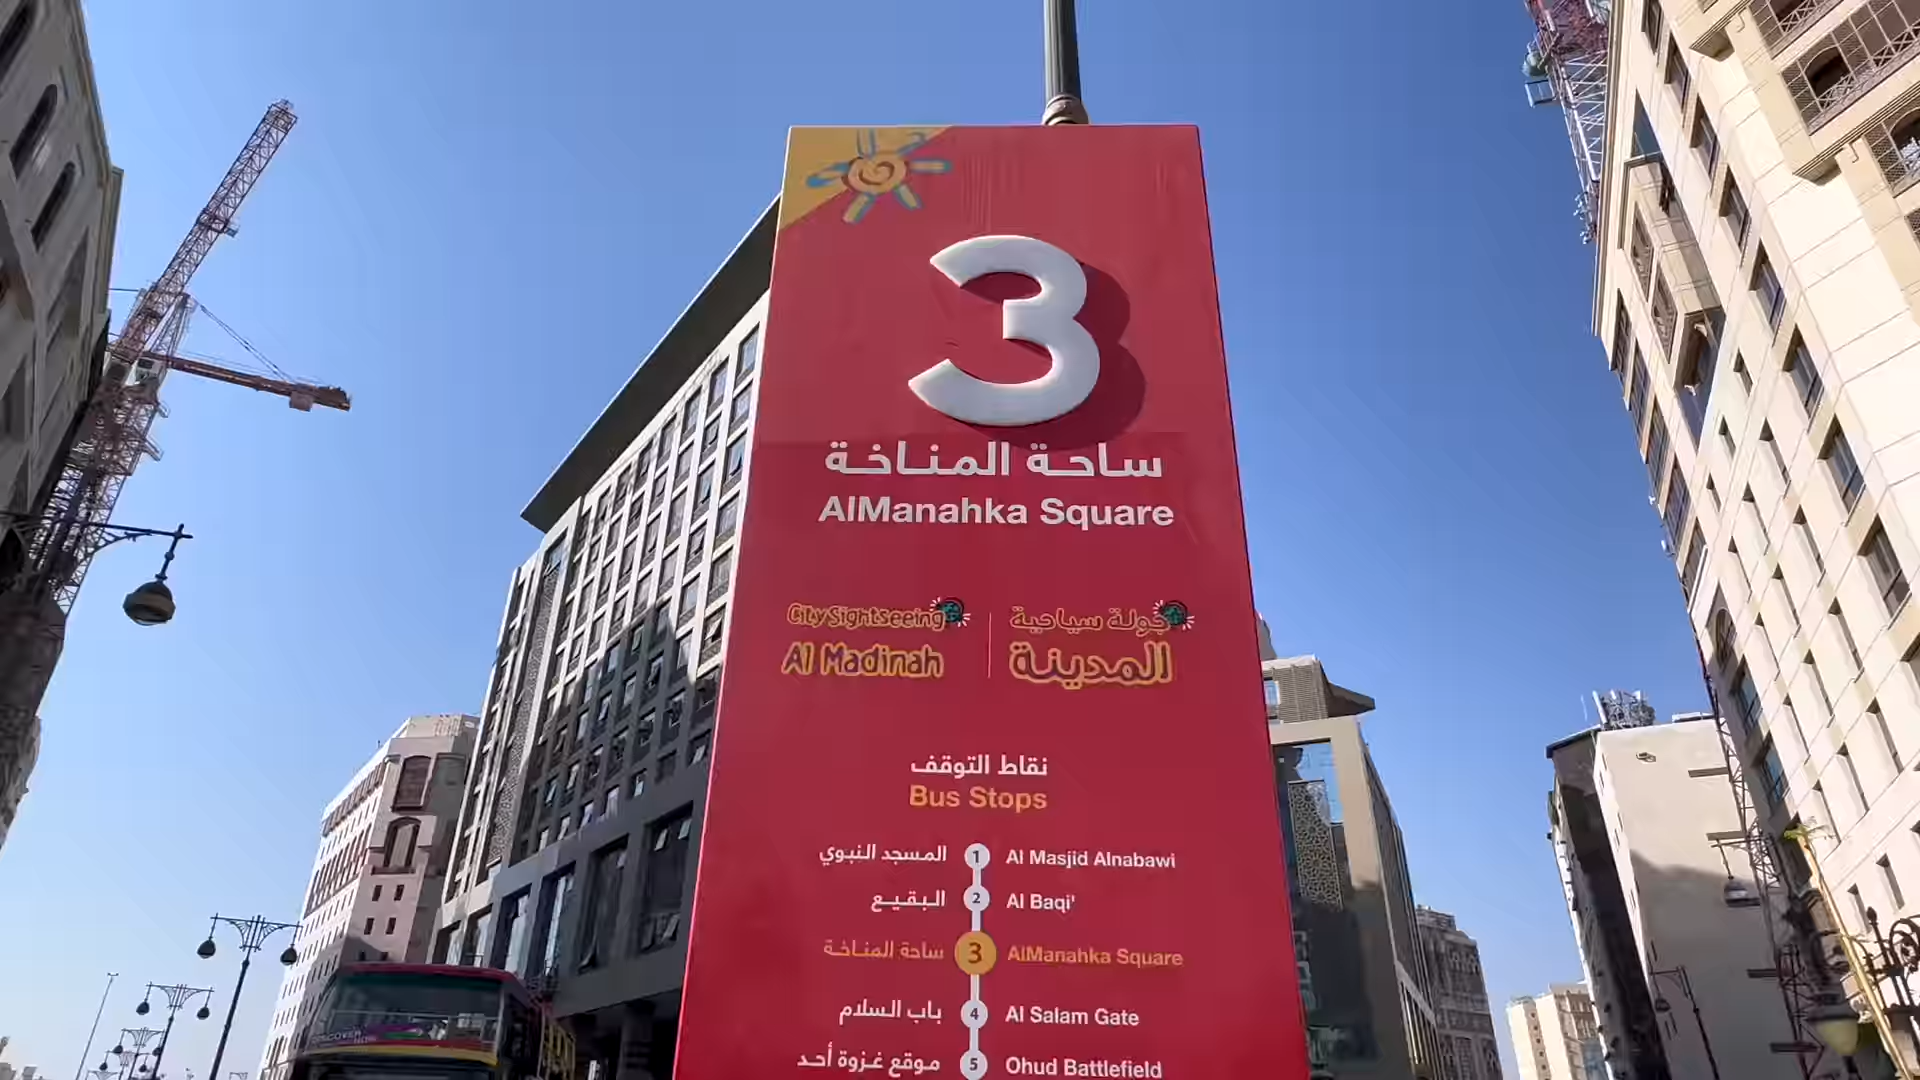 3
ساحة المناخة
AlManahka Square
City Sightseeing
Al Madinah
جولة سياحية
المدينة
نقاط التوقف
Bus Stops
المسجد النبوي 1 Al Masjid Alnabawi
البقيع 2 Al Baqi'
ساحة المناخة 3 AlManahka Square
باب السلام 4 Al Salam Gate
موقع غزوة أحد 5 Ohud Battlefield
DISCOVER